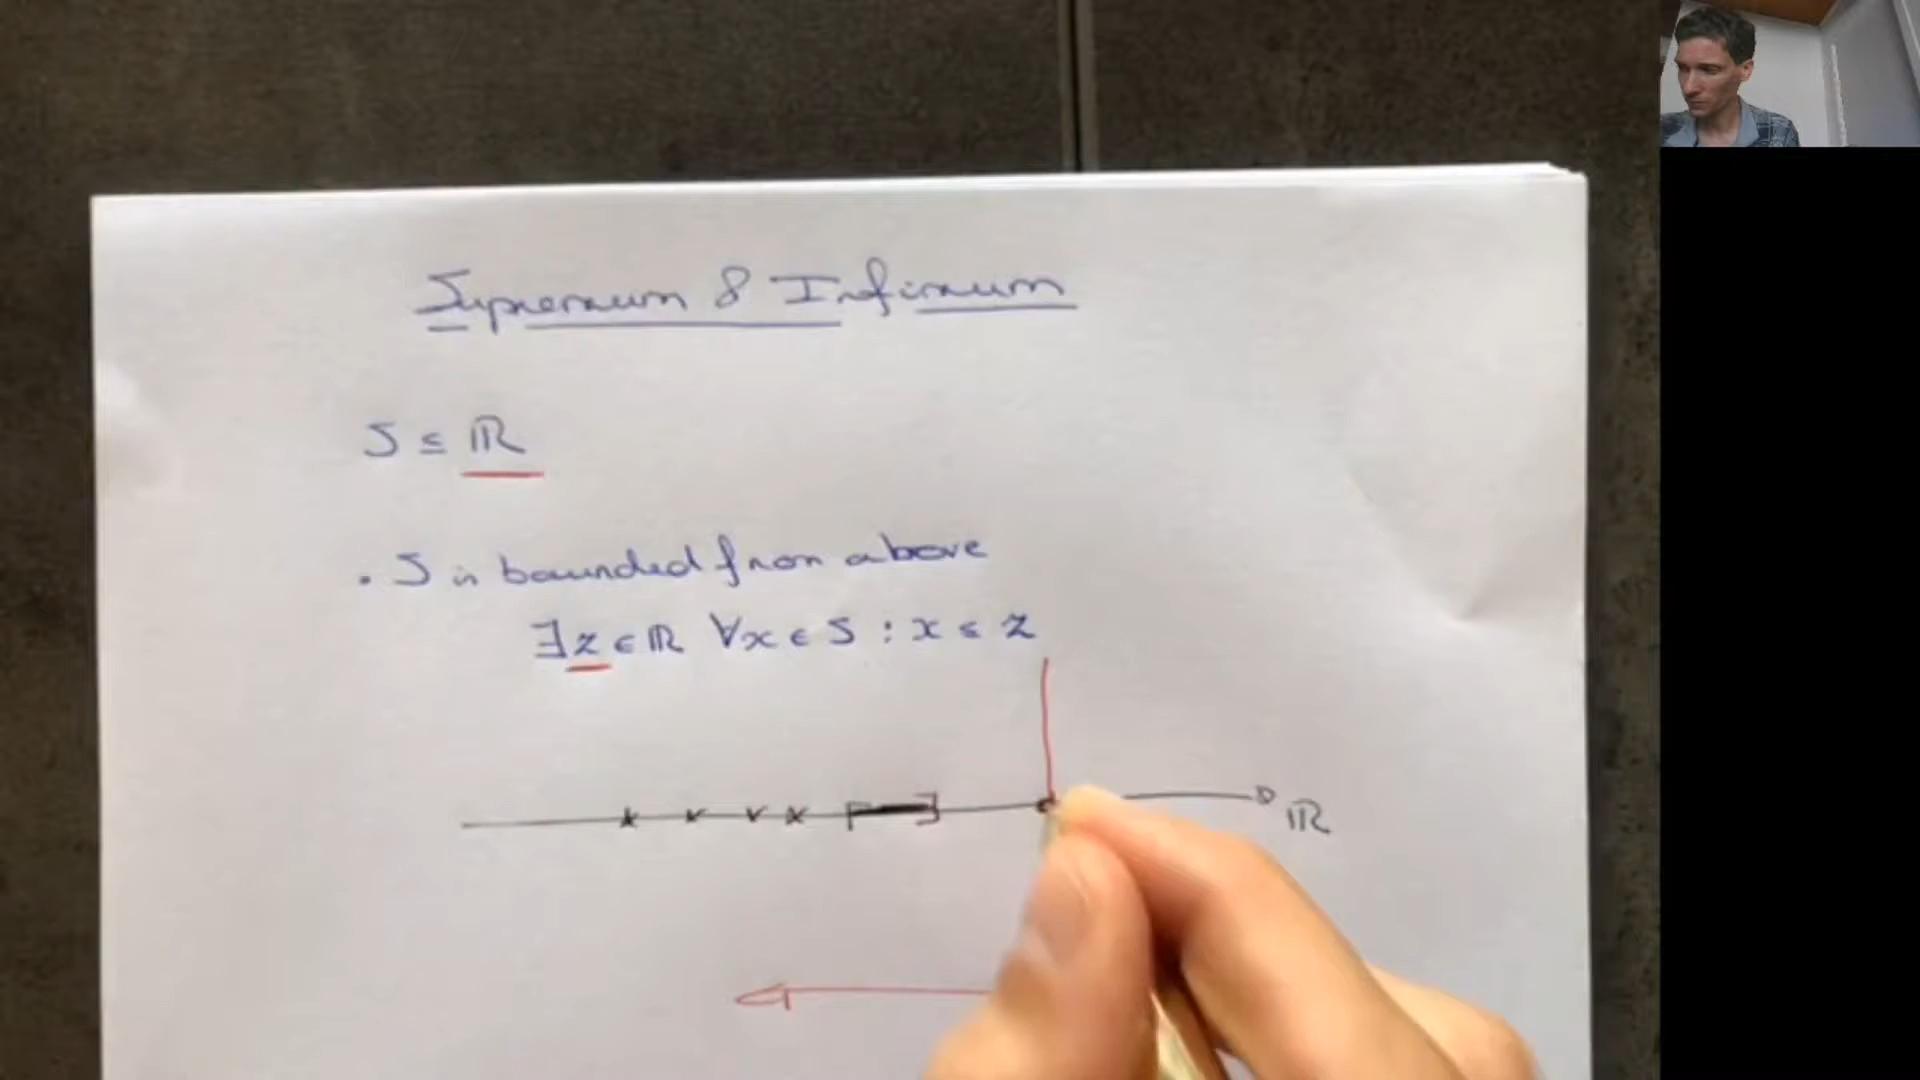 Supremum & Infimum
S ⊆ ℝ
. S is bounded from above
∃z ∈ ℝ ∀x ∈ S : x ≤ z
ℝ